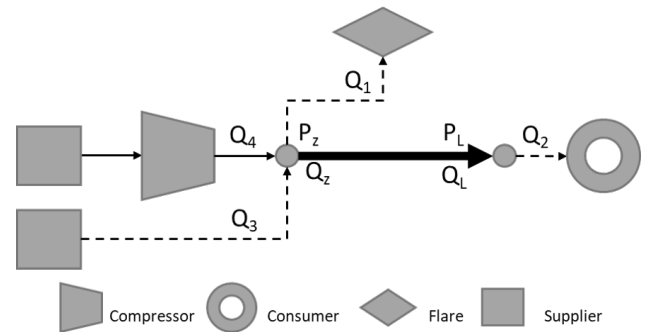 Q1
Q4
Pz
PL
Q2
Qz
QL
Q3
Compressor
Consumer
Flare
Supplier